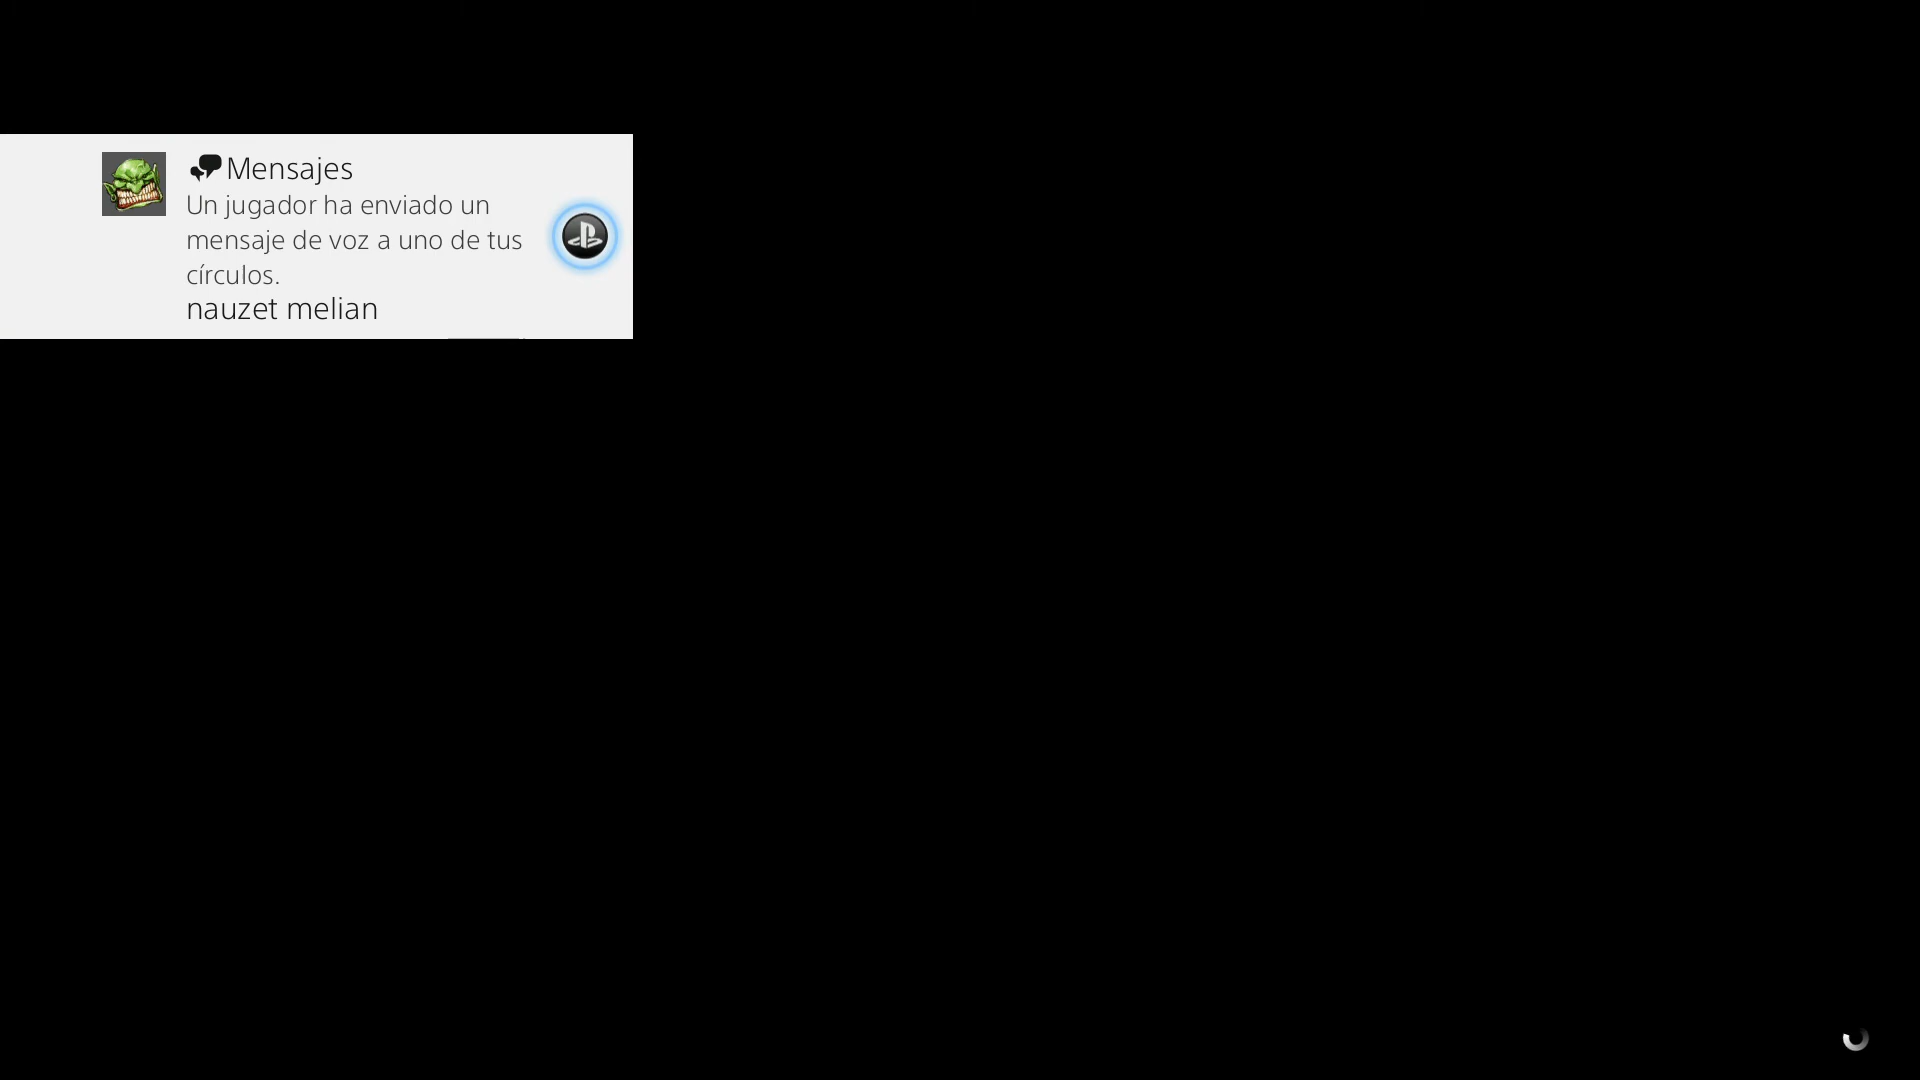 Mensajes
Un jugador ha enviado un
mensaje de voz a uno de tus
círculos.
nauzet melian